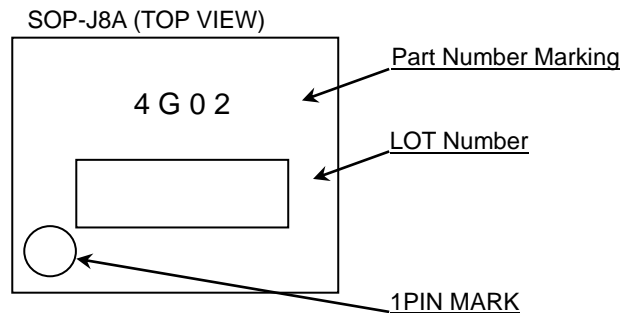 SOP-J8A (TOP VIEW)
Part Number Marking
4 G 0 2
LOT Number
1PIN MARK